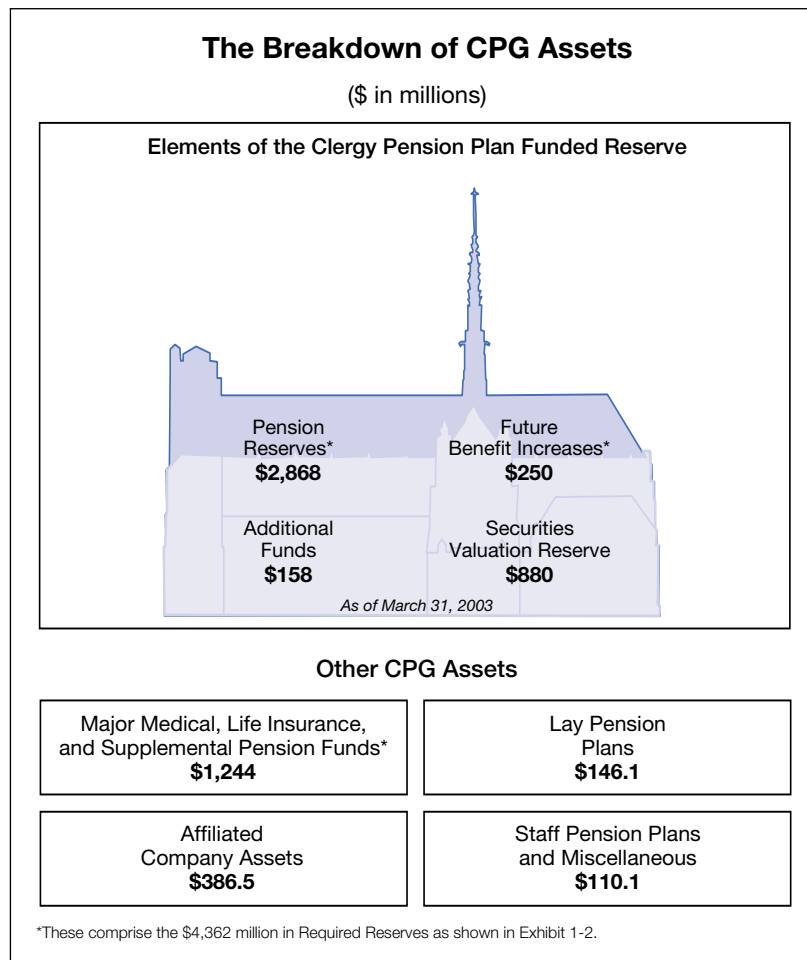 The Breakdown of CPG Assets
($ in millions)
Elements of the Clergy Pension Plan Funded Reserve
Pension
Reserves*
$2,868
Future
Benefit Increases*
$250
Additional
Funds
$158
Securities
Valuation Reserve
$880
As of March 31, 2003
Other CPG Assets
Major Medical, Life Insurance,
and Supplemental Pension Funds*
$1,244
Lay Pension
Plans
$146.1
Affiliated
Company Assets
$386.5
Staff Pension Plans
and Miscellaneous
$110.1
*These comprise the $4,362 million in Required Reserves as shown in Exhibit 1-2.